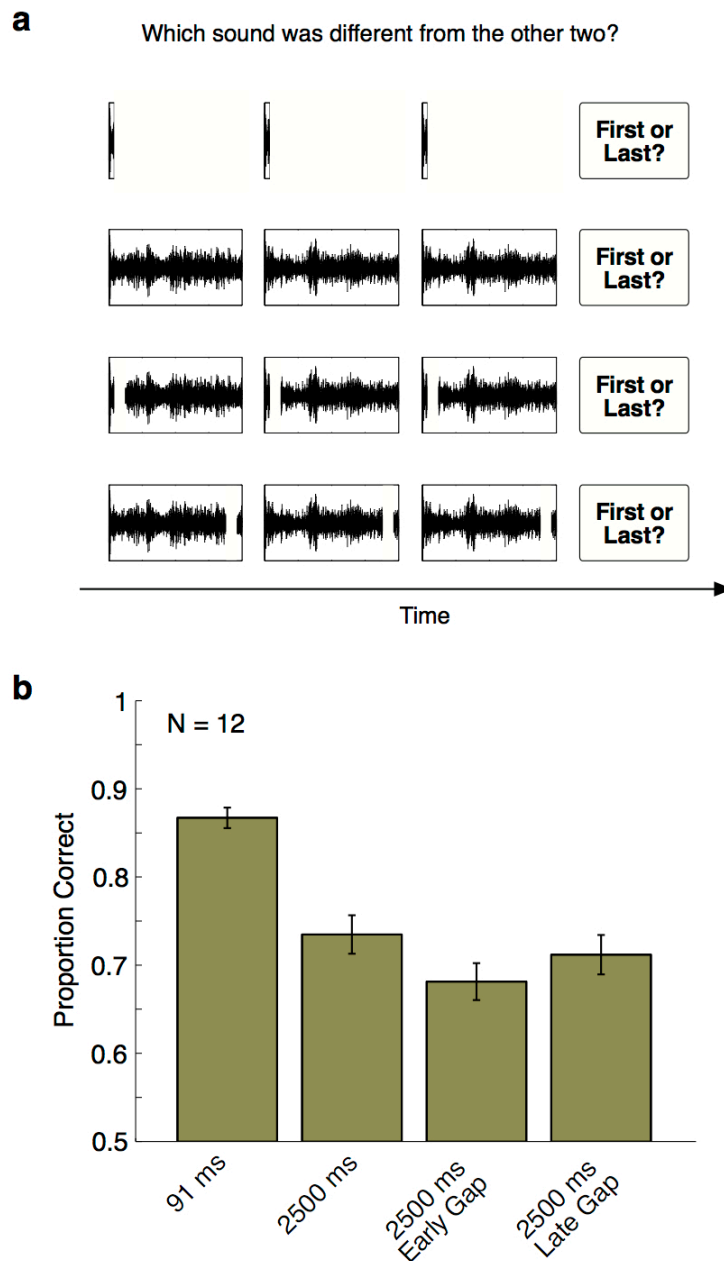 a
Which sound was different from the other two?
First or
Last?
First or
Last?
First or
Last?
First or
Last?
Time
b
N = 12
Proportion Correct
1
0.9
0.8
0.7
0.6
0.5
91 ms
2500 ms
2500 ms
Early Gap
2500 ms
Late Gap